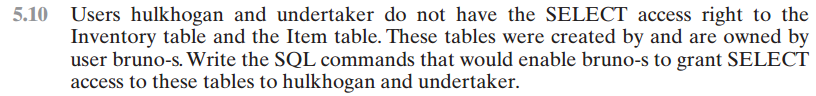 5.10 Users hulkhogan and undertaker do not have the SELECT access right to the
Inventory table and the Item table. These tables were created by and are owned by
user bruno-s. Write the SQL commands that would enable bruno-s to grant SELECT
access to these tables to hulkhogan and undertaker.